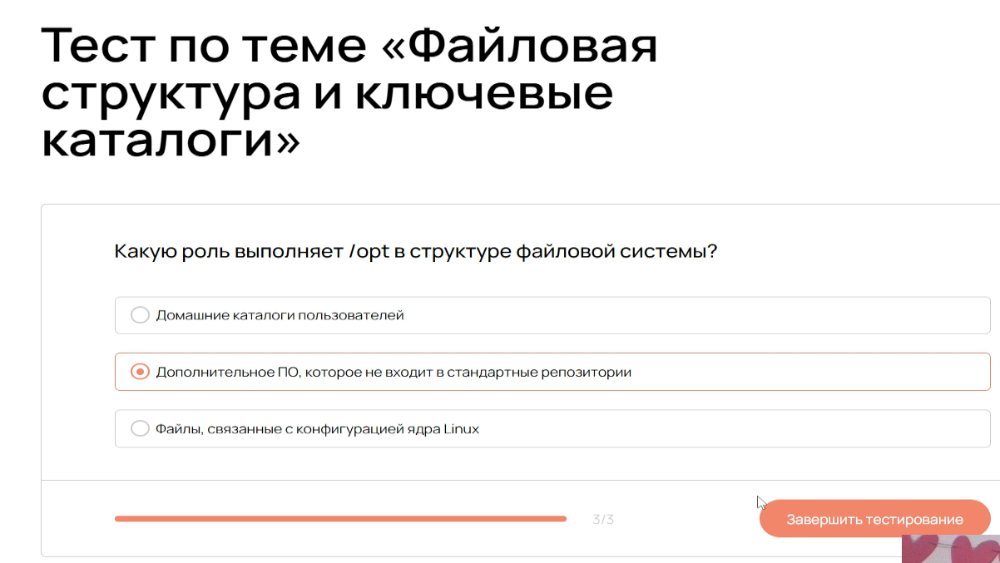 Тест по теме «Файловая
структура и ключевые
каталоги»
Какую роль выполняет /opt в структуре файловой системы?
Домашние каталоги пользователей
Дополнительное ПО, которое не входит в стандартные репозитории
Файлы, связанные с конфигурацией ядра Linux
3/3
Завершить тестирование